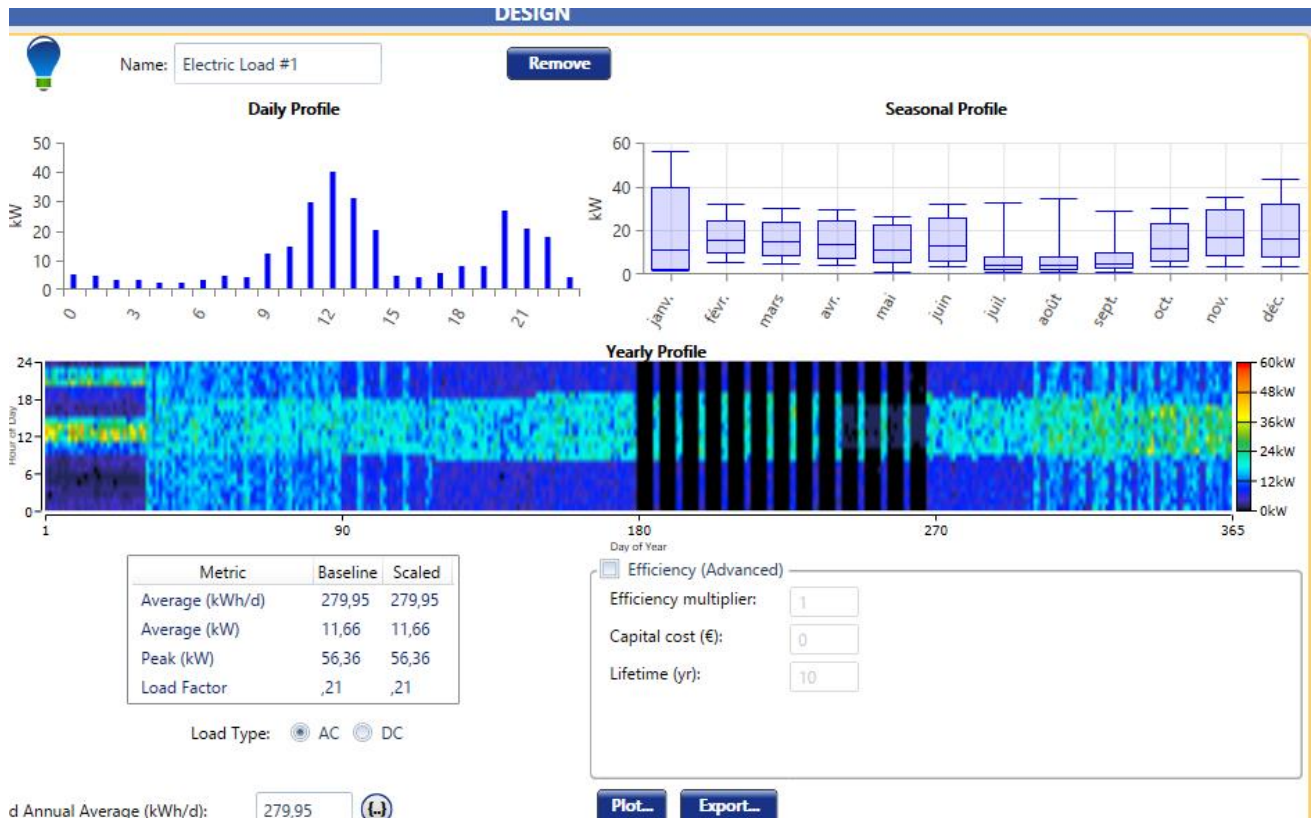 DESIGN
Name: Electric Load #1 Remove
Daily Profile
50
40
30
20
10
0
kW
0 3 6 9 12 15 18 21
Seasonal Profile
60
40
20
0
kW
janv. févr. mars avr. mai juin juil. août sept. oct. nov. déc.
Yearly Profile
24
18
12
6
0
Hour of Day
1 90 180 270 365
Day of Year
60kW
48kW
36kW
24kW
12kW
0kW
Metric Baseline Scaled
Average (kWh/d) 279,95 279,95
Average (kW) 11,66 11,66
Peak (kW) 56,36 56,36
Load Factor ,21 ,21
Load Type: AC DC
d Annual Average (kWh/d): 279,95 {..}
Efficiency (Advanced)
Efficiency multiplier: 1
Capital cost (€): 0
Lifetime (yr): 10
Plot... Export...